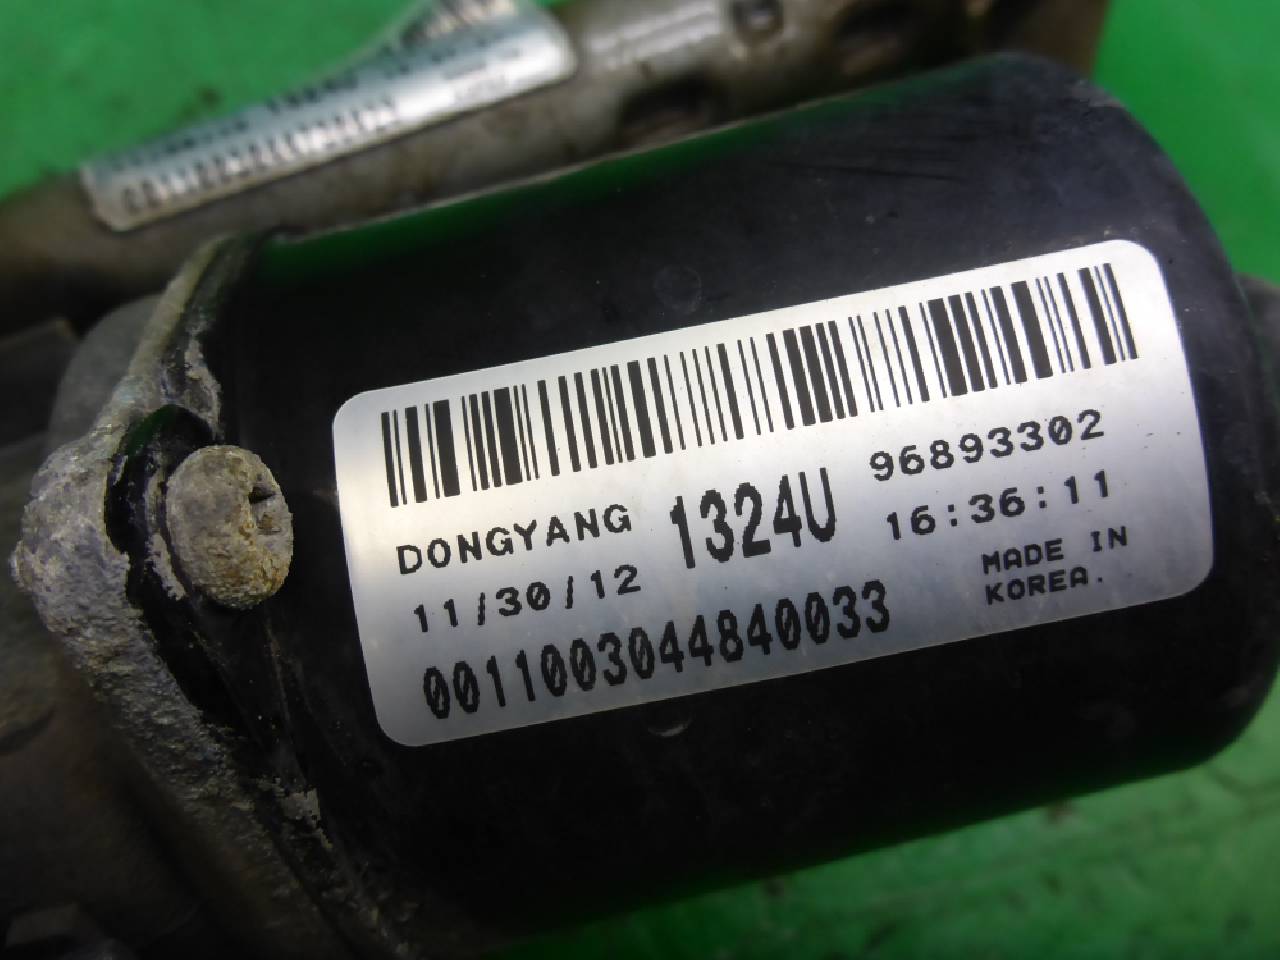 DONGYANG 1324U 96893302
11/30/12 16:36:11
0011003044840033 MADE IN
KOREA.